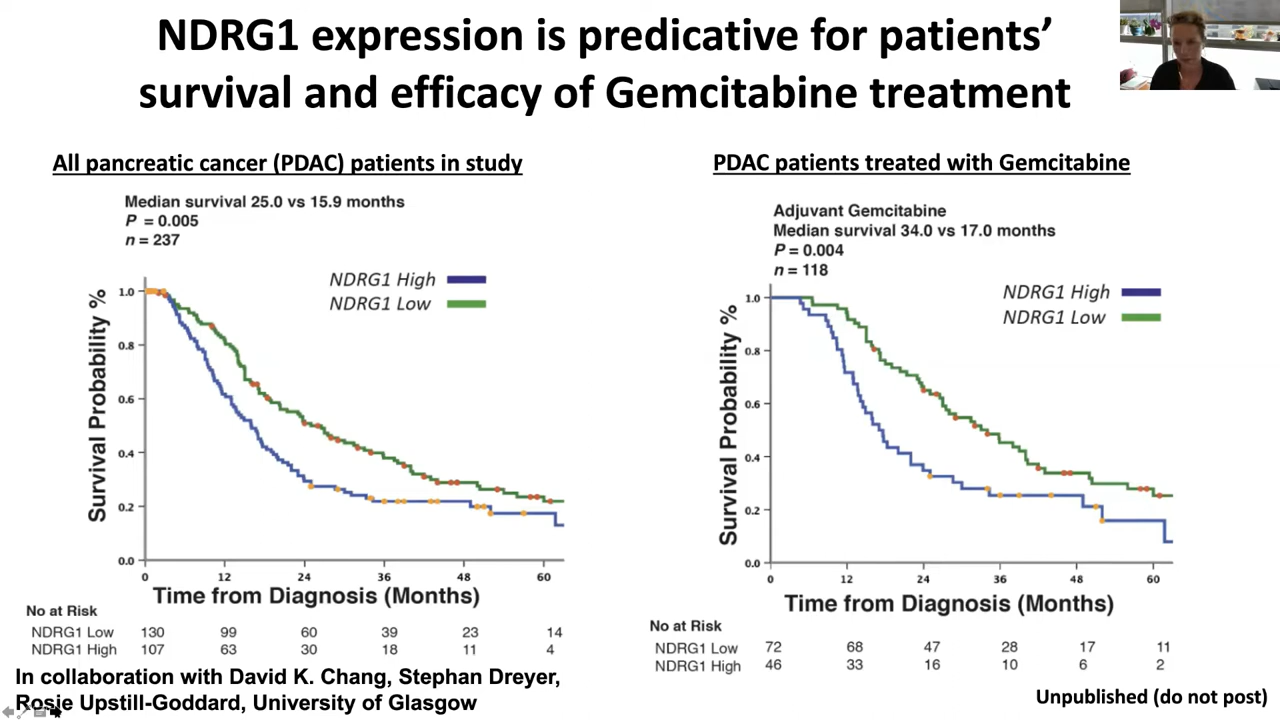 NDRG1 expression is predicative for patients'
survival and efficacy of Gemcitabine treatment
All pancreatic cancer (PDAC) patients in study
Median survival 25.0 vs 15.9 months
P = 0.005
n = 237
NDRG1 High
NDRG1 Low
Survival Probability %
1.0
0.8
0.6
0.4
0.2
0.0
0 12 24 36 48 60
Time from Diagnosis (Months)
No at Risk
NDRG1 Low 130 99 60 39 23 14
NDRG1 High 107 63 30 18 11 4
PDAC patients treated with Gemcitabine
Adjuvant Gemcitabine
Median survival 34.0 vs 17.0 months
P = 0.004
n = 118
NDRG1 High
NDRG1 Low
Survival Probability %
1.0
0.8
0.6
0.4
0.2
0.0
0 12 24 36 48 60
Time from Diagnosis (Months)
No at Risk
NDRG1 Low 72 68 47 28 17 11
NDRG1 High 46 33 16 10 6 2
In collaboration with David K. Chang, Stephan Dreyer,
Rosie Upstill-Goddard, University of Glasgow
Unpublished (do not post)